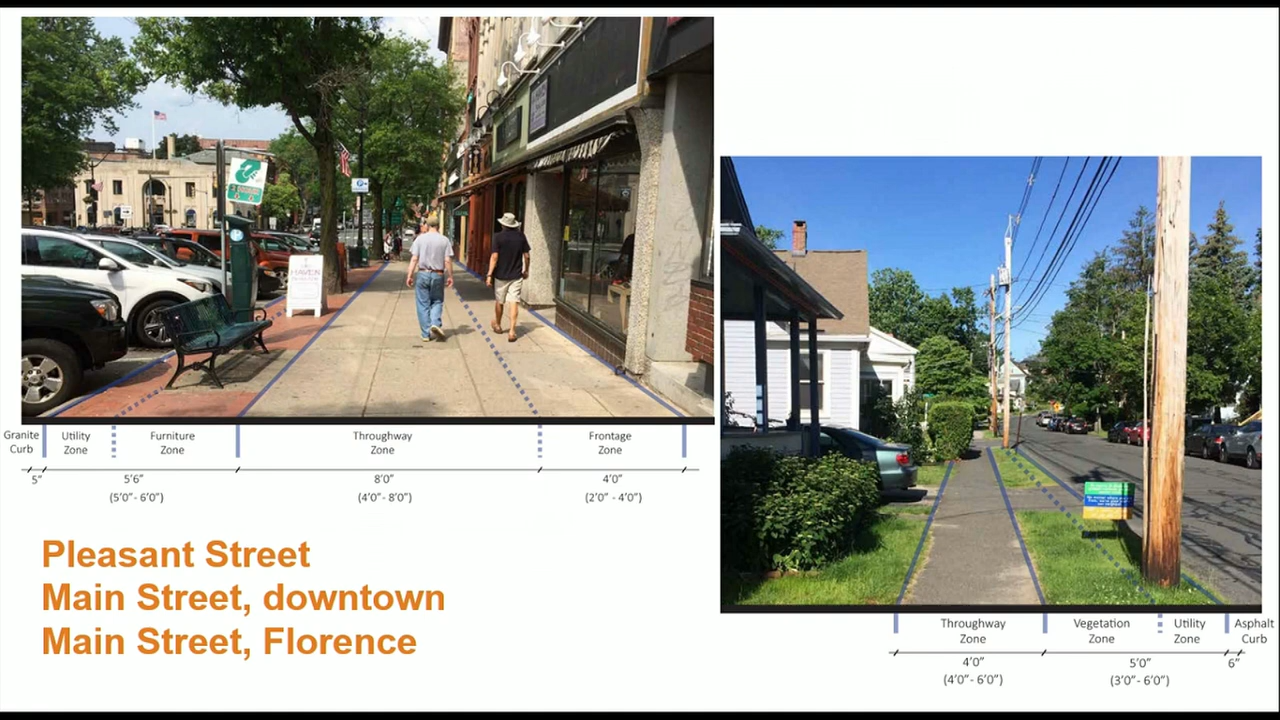 HAVEN
Granite
Curb
Utility
Zone
Furniture
Zone
Throughway
Zone
Frontage
Zone
5"
5'6"
(5'0"- 6'0")
8'0"
(4'0"- 8'0")
4'0"
(2'0" - 4'0")
Pleasant Street
Main Street, downtown
Main Street, Florence
Throughway
Zone
Vegetation
Zone
Utility
Zone
Asphalt
Curb
4'0"
(4'0"- 6'0")
5'0"
(3'0"- 6'0")
6"